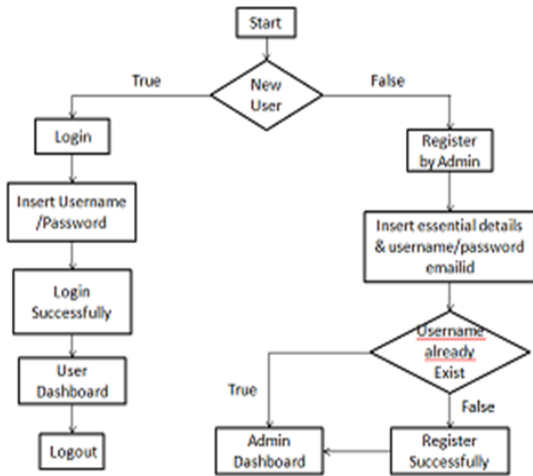 Start
True
New
User
False
Login
Register
by Admin
Insert Username
/Password
Insert essential details
& username/password
emailid
Login
Successfully
Username
already
Exist
User
Dashboard
True
False
Logout
Admin
Dashboard
Register
Successfully